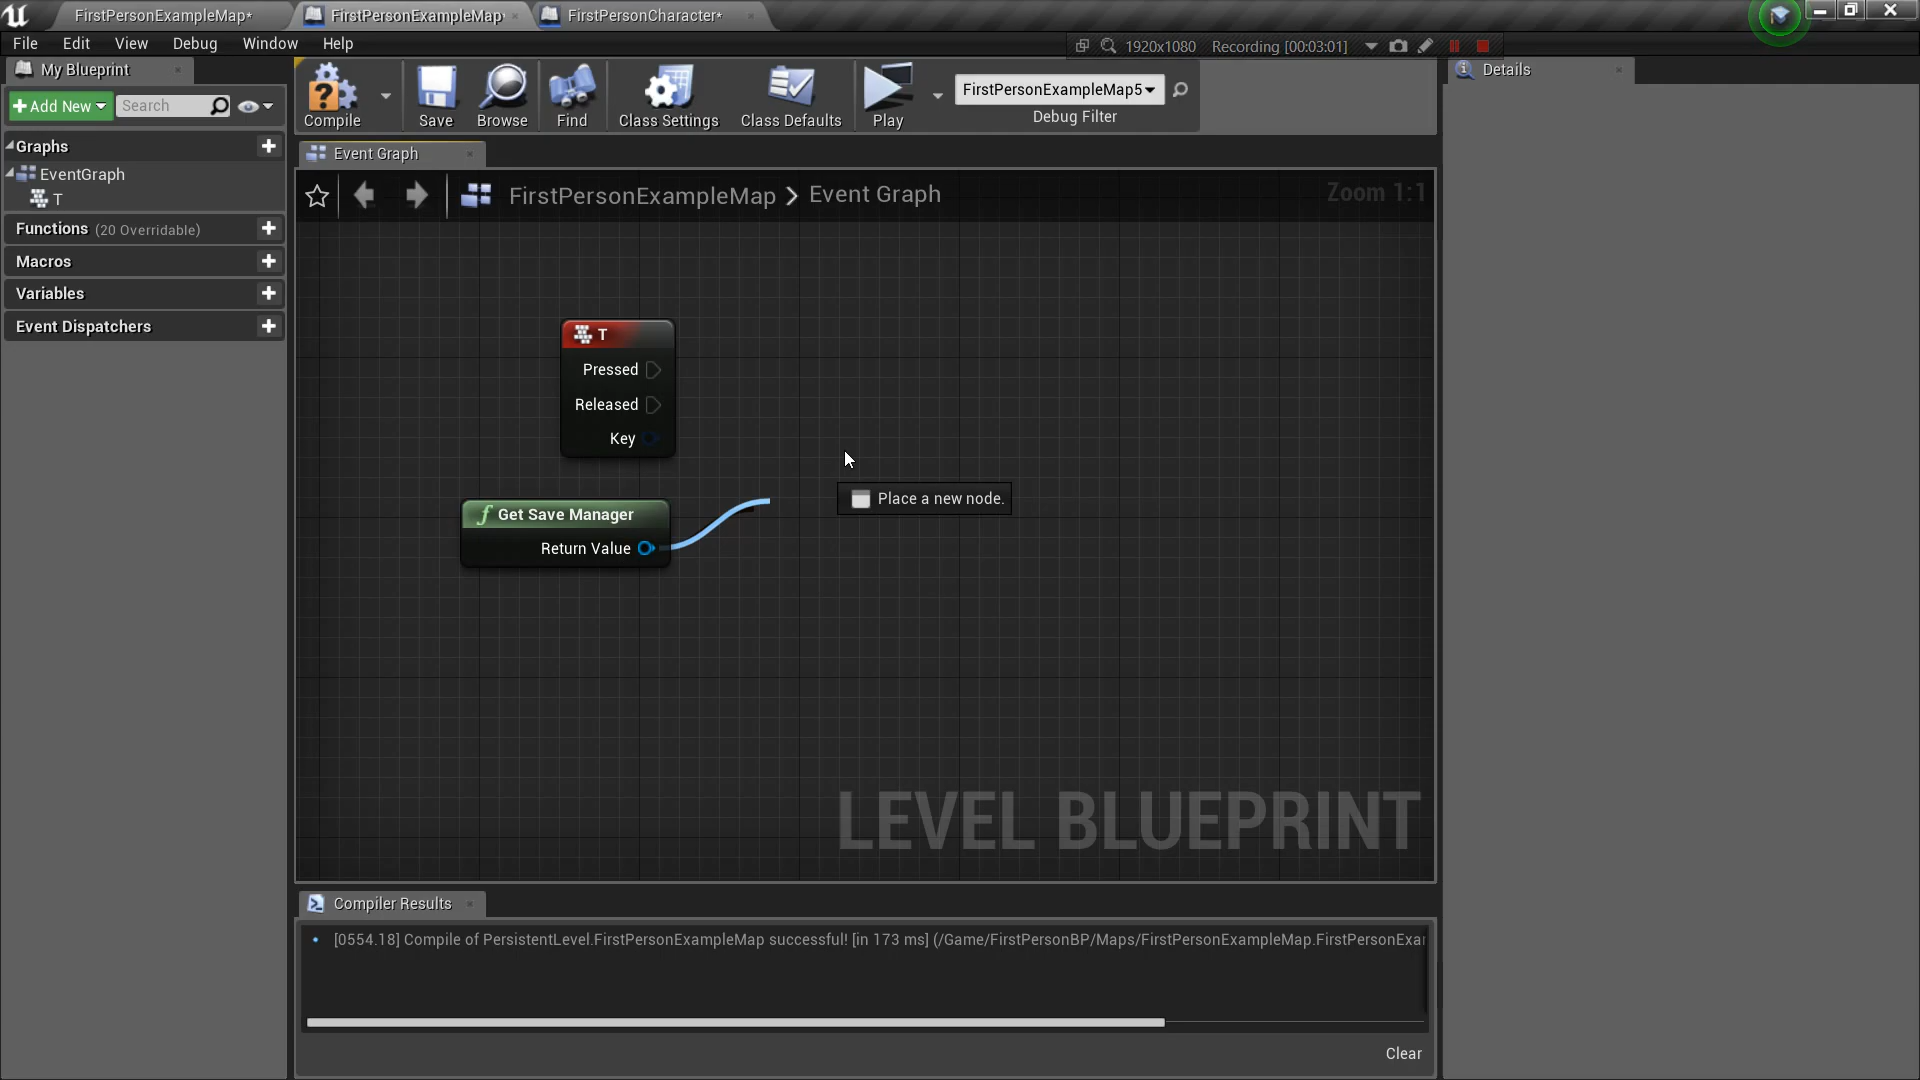 FirstPersonExampleMap*
FirstPersonExampleMap
FirstPersonCharacter*
File Edit View Debug Window Help
1920x1080 Recording [00:03:01]
My Blueprint
Add New Search
Graphs
EventGraph
T
Functions (20 Overridable)
Macros
Variables
Event Dispatchers
Compile Save Browse Find Class Settings Class Defaults Play
FirstPersonExampleMap5
Debug Filter
Event Graph
FirstPersonExampleMap > Event Graph
Zoom 1:1
T
Pressed
Released
Key
Get Save Manager
Return Value
Place a new node.
LEVEL BLUEPRINT
Compiler Results
[0554.18] Compile of PersistentLevel.FirstPersonExampleMap successful! [in 173 ms] (/Game/FirstPersonBP/Maps/FirstPersonExampleMap.FirstPersonExa
Clear
Details